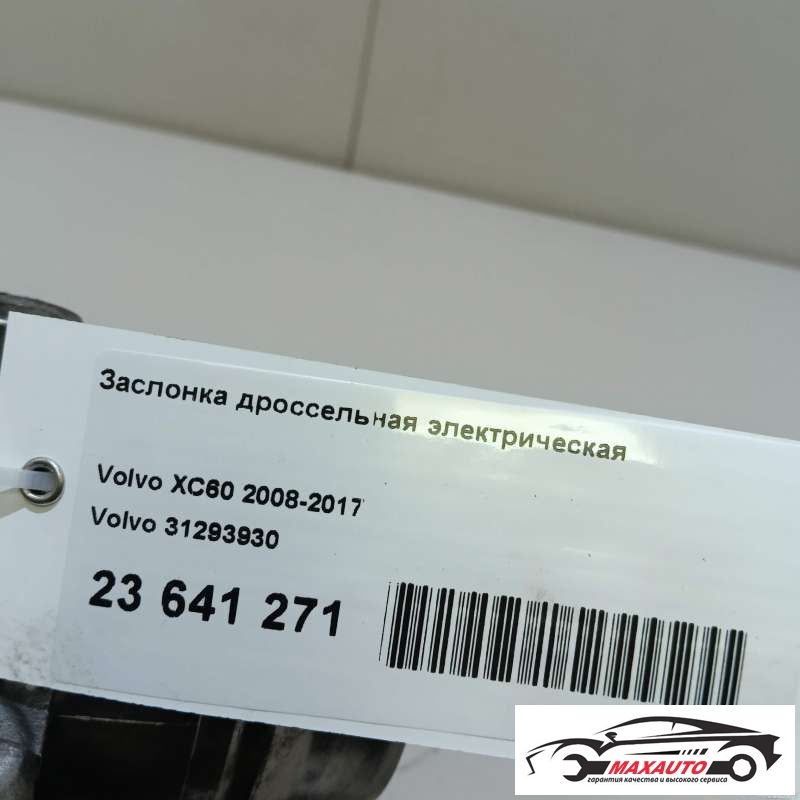 Заслонка дроссельная электрическая
Volvo XC60 2008-2017
Volvo 31293930
23 641 271
MAXAUTO
гарантия качества и высокого сервиса